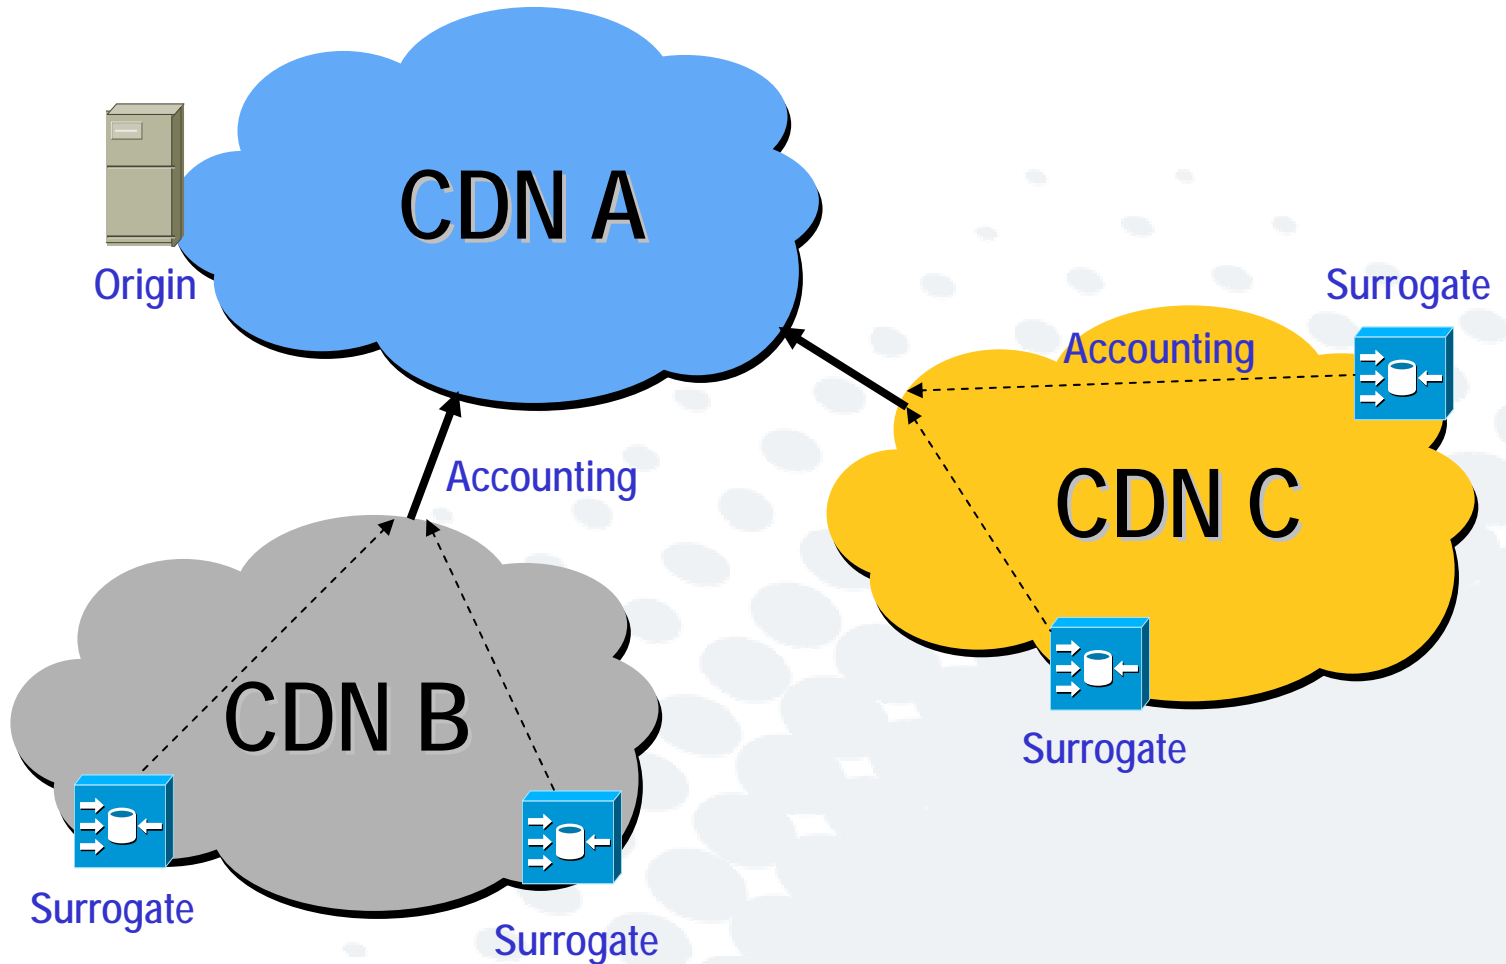 CDN A
Origin
Surrogate
Accounting
Accounting
CDN C
CDN B
Surrogate
Surrogate
Surrogate